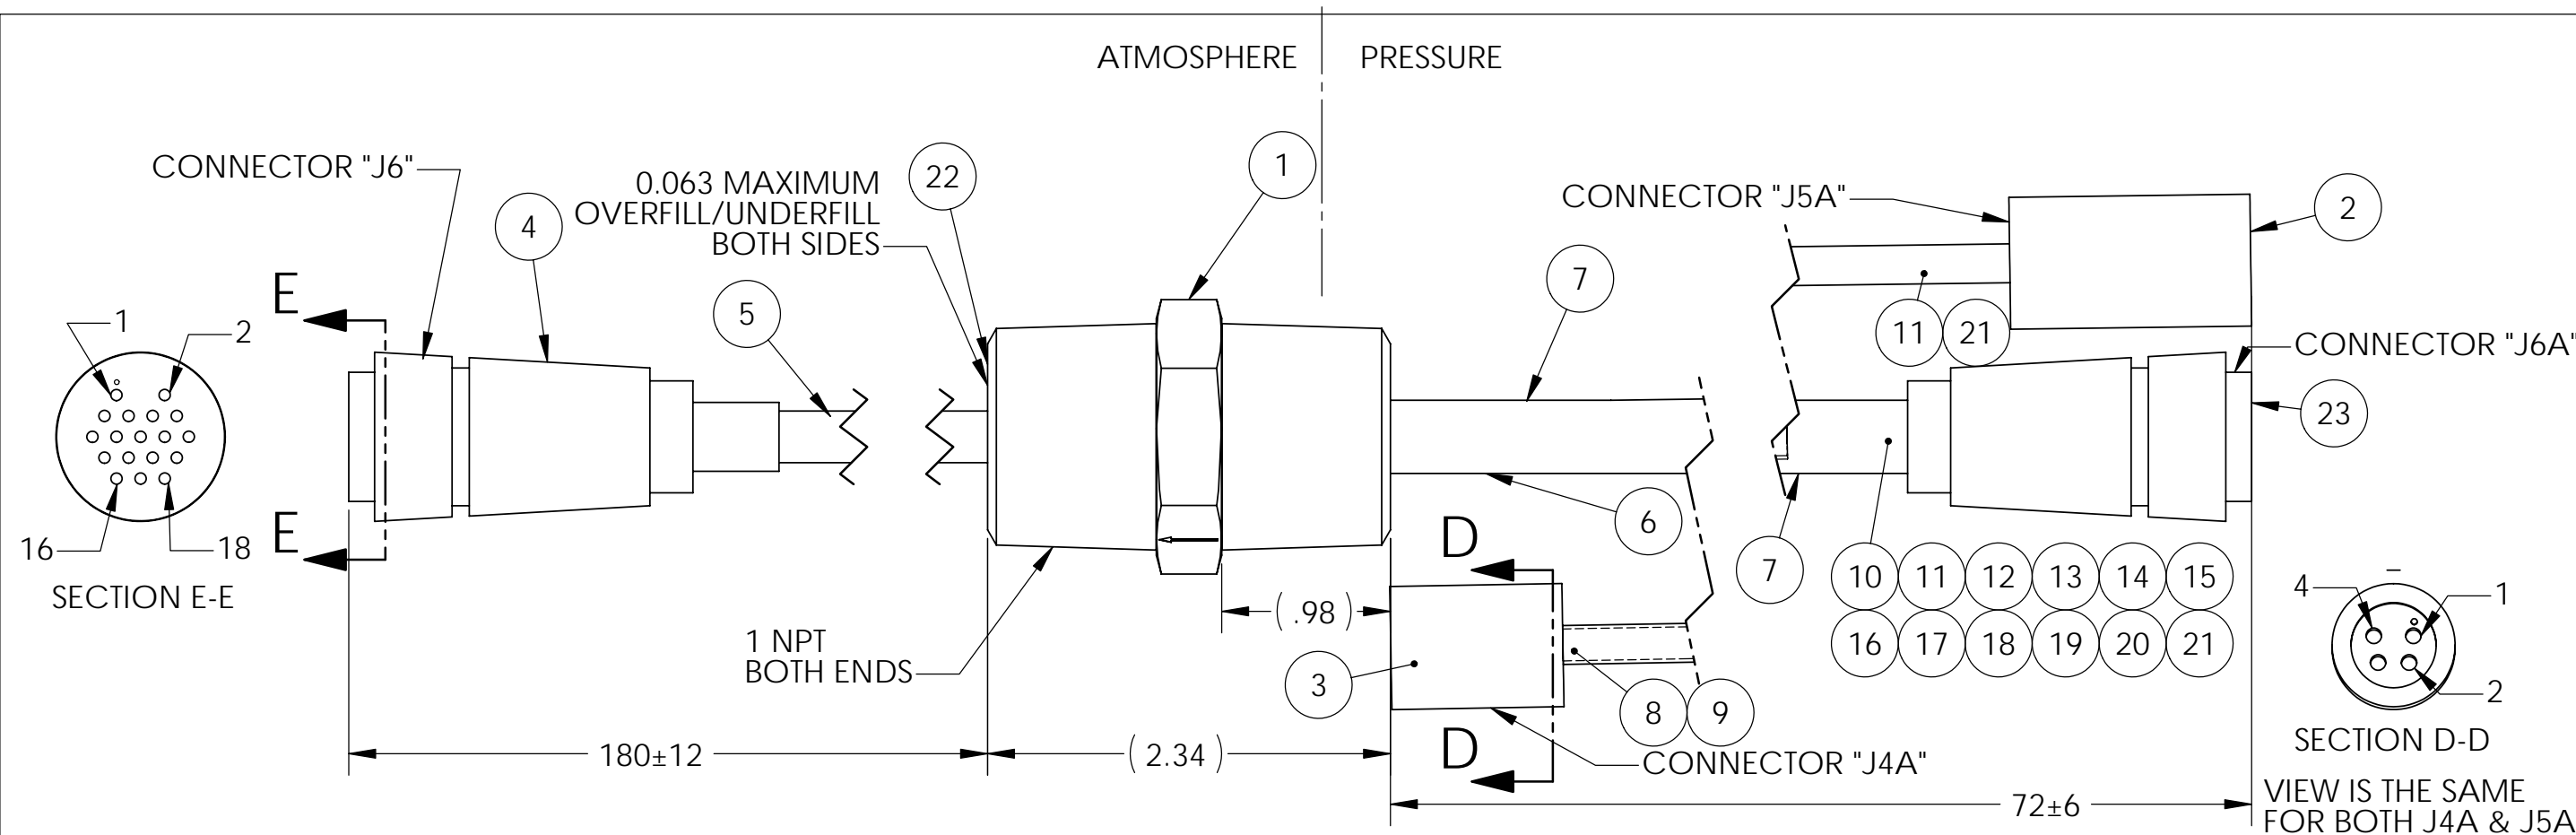 ATMOSPHERE
PRESSURE
CONNECTOR "J6"
0.063 MAXIMUM
OVERFILL/UNDERFILL
BOTH SIDES
22
1
4
5
CONNECTOR "J5A"
2
7
11 21
CONNECTOR "J6A"
23
E
1
2
16
18
E
SECTION E-E
6
7
D
10 11 12 13 14 15
16 17 18 19 20 21
(.98)
1 NPT
BOTH ENDS
3
8 9
D
CONNECTOR "J4A"
4
1
2
SECTION D-D
VIEW IS THE SAME
FOR BOTH J4A & J5A
180±12
(2.34)
72±6